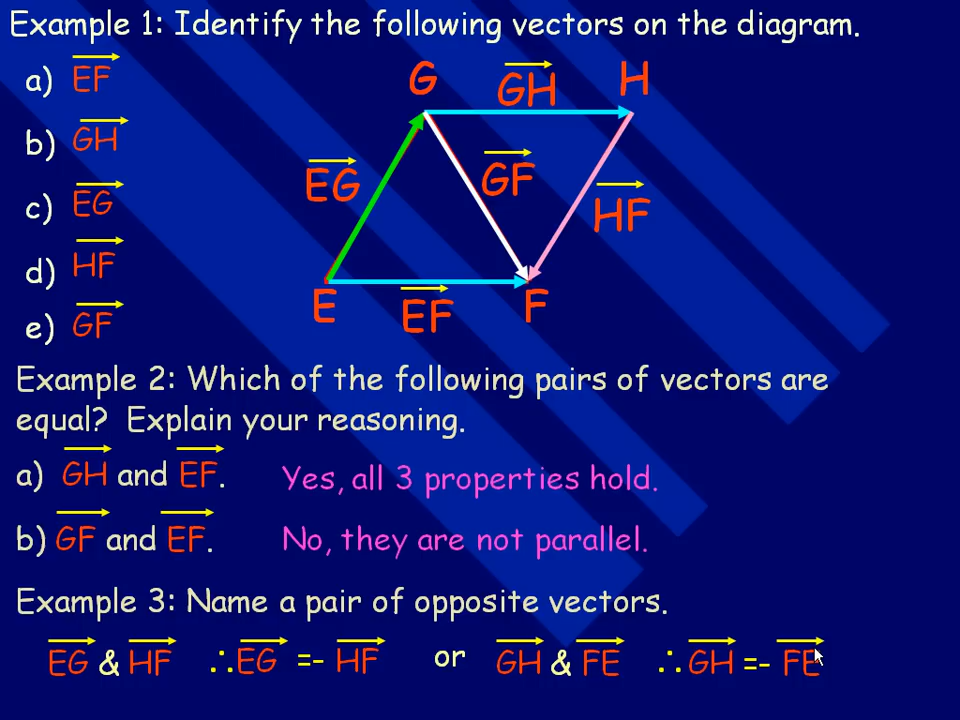 Example 1: Identify the following vectors on the diagram.
a) EF
b) GH
c) EG
d) HF
e) GF
G GH H
EG GF HF
E EF F
Example 2: Which of the following pairs of vectors are
equal? Explain your reasoning.
a) GH and EF. Yes, all 3 properties hold.
b) GF and EF. No, they are not parallel.
Example 3: Name a pair of opposite vectors.
EG & HF ∴ EG =- HF or GH & FE ∴ GH =- FE